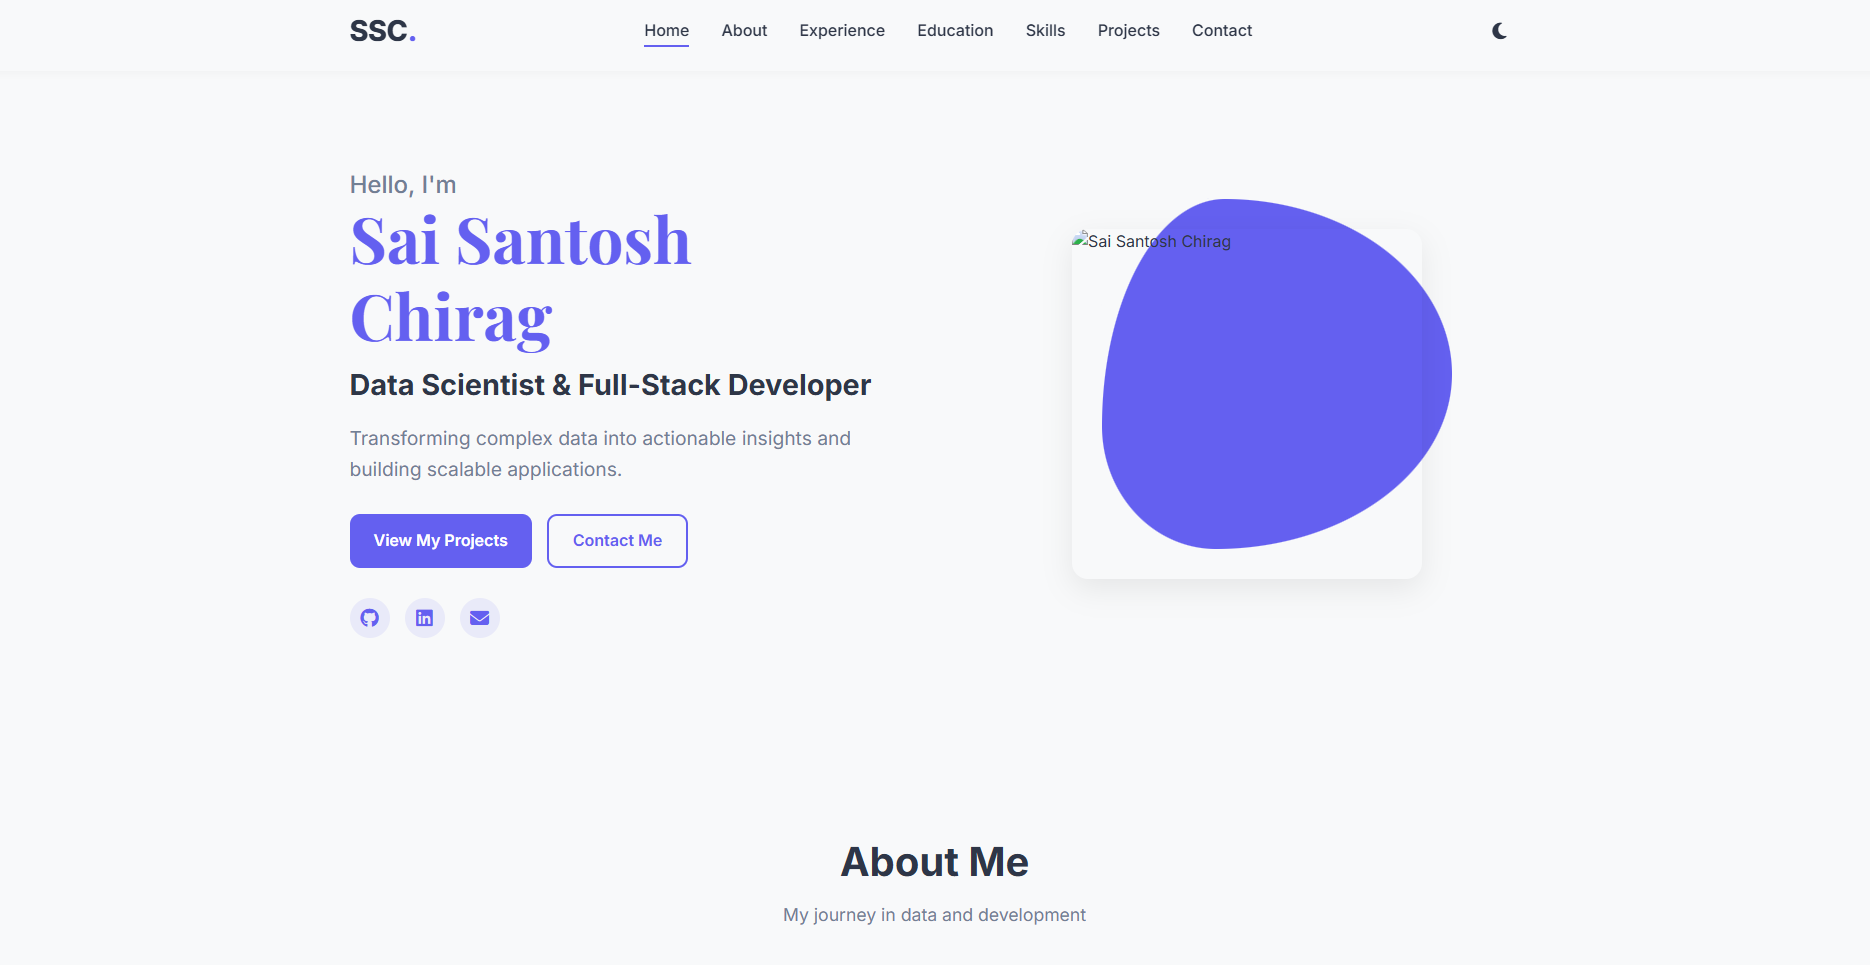 SSC.
Home About Experience Education Skills Projects Contact
Hello, I'm
Sai Santosh
Chirag
Data Scientist & Full-Stack Developer
Transforming complex data into actionable insights and
building scalable applications.
View My Projects Contact Me
Sai Santosh Chirag
About Me
My journey in data and development